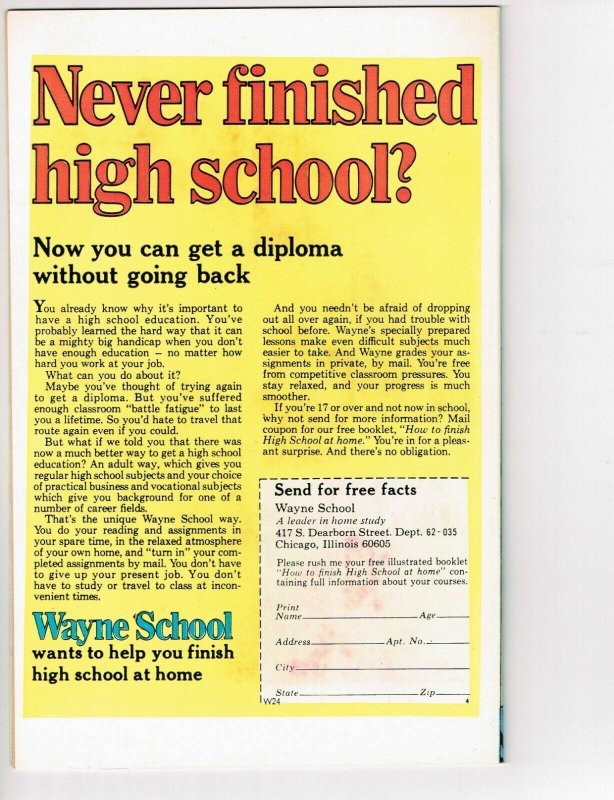 Never finished
high school?
Now you can get a diploma
without going back
You already know why it's important to
have a high school education. You've
probably learned the hard way that it can
be a mighty big handicap when you don't
have enough education – no matter how
hard you work at your job.
What can you do about it?
Maybe you've thought of trying again
to get a diploma. But you've suffered
enough classroom "battle fatigue" to last
you a lifetime. So you'd hate to travel that
route again even if you could.
But what if we told you that there was
now a much better way to get a high school
education? An adult way, which gives you
regular high school subjects and your choice
of practical business and vocational subjects
which give you background for one of a
number of career fields.
That's the unique Wayne School way.
You do your reading and assignments in
your spare time, in the relaxed atmosphere
of your own home, and "turn in" your com-
pleted assignments by mail. You don't have
to give up your present job. You don't
have to study or travel to class at incon-
venient times.
Wayne School
wants to help you finish
high school at home
And you needn't be afraid of dropping
out all over again, if you had trouble with
school before. Wayne's specially prepared
lessons make even difficult subjects much
easier to take. And Wayne grades your as-
signments in private, by mail. You're free
from competitive classroom pressures. You
stay relaxed, and your progress is much
smoother.
If you're 17 or over and not now in school,
why not send for more information? Mail
coupon for our free booklet, "How to finish
High School at home." You're in for a pleas-
ant surprise. And there's no obligation.
Send for free facts
Wayne School
A leader in home study
417 S. Dearborn Street. Dept. 62-035
Chicago, Illinois 60605
Please rush me your free illustrated booklet
"How to finish High School at home" con-
taining full information about your courses.
Print
Name Age
Address Apt. No.
City
State Zip
W24 4